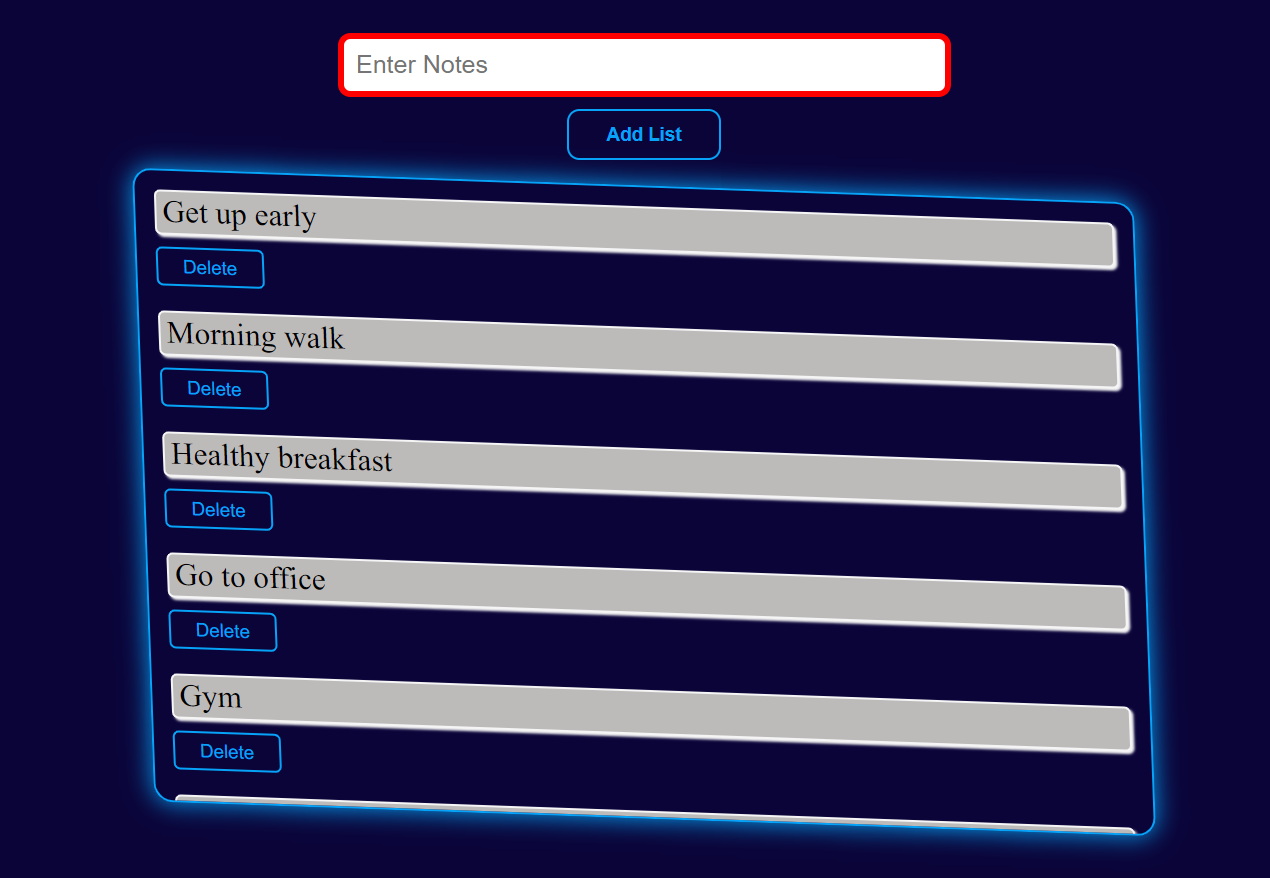 Enter Notes
Add List
Get up early
Delete
Morning walk
Delete
Healthy breakfast
Delete
Go to office
Delete
Gym
Delete